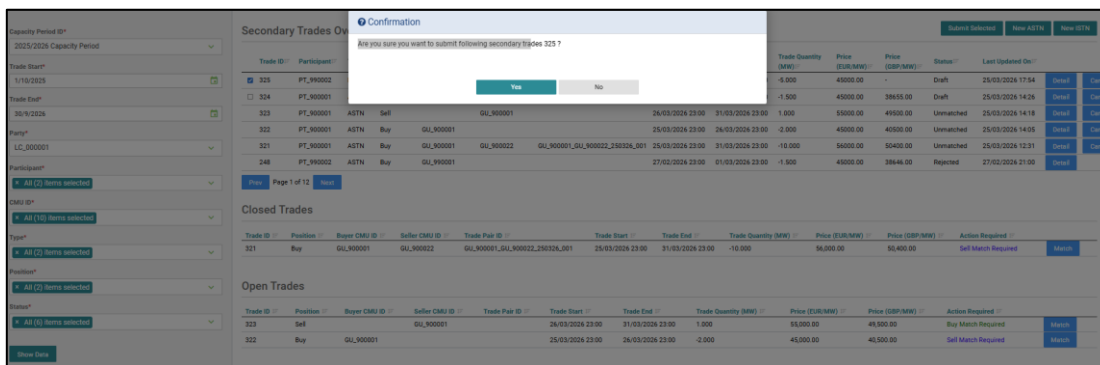 Confirmation
Are you sure you want to submit following secondary trades 325 ?
Yes No
Capacity Period ID*
2025/2026 Capacity Period
Trade Start*
1/10/2025
Trade End*
30/9/2026
Party*
LC_000001
Participant*
× All (2) items selected
CMU ID*
× All (10) items selected
Type*
× All (2) items selected
Position*
× All (2) items selected
Status*
× All (6) items selected
Show Data
Secondary Trades Ov
Submit Selected New ASTN New ISTN
Trade ID Participant Trade Quantity (MW) Price (EUR/MW) Price (GBP/MW) Status Last Updated On
325 PT_990002 -5.000 45000.00 - Draft 25/03/2026 17:54 Detail Can
324 PT_900001 -1.500 45000.00 38655.00 Draft 25/03/2026 14:26 Detail Can
323 PT_900001 ASTN Sell GU_900001 26/03/2026 23:00 31/03/2026 23:00 1.000 55000.00 49500.00 Unmatched 25/03/2026 14:18 Detail Can
322 PT_900001 ASTN Buy GU_900001 25/03/2026 23:00 26/03/2026 23:00 -2.000 45000.00 40500.00 Unmatched 25/03/2026 14:05 Detail Can
321 PT_900001 ASTN Buy GU_900001 GU_900022 GU_900001_GU_900022_250326_001 25/03/2026 23:00 31/03/2026 23:00 -10.000 56000.00 50400.00 Unmatched 25/03/2026 12:31 Detail Can
248 PT_990002 ASTN Buy GU_990001 27/02/2026 23:00 01/03/2026 23:00 -1.500 45000.00 38646.00 Rejected 27/02/2026 21:00 Detail
Prev Page 1 of 12 Next
Closed Trades
Trade ID Position Buyer CMU ID Seller CMU ID Trade Pair ID Trade Start Trade End Trade Quantity (MW) Price (EUR/MW) Price (GBP/MW) Action Required
321 Buy GU_900001 GU_900022 GU_900001_GU_900022_250326_001 25/03/2026 23:00 31/03/2026 23:00 -10.000 56,000.00 50,400.00 Sell Match Required Match
Open Trades
Trade ID Position Buyer CMU ID Seller CMU ID Trade Pair ID Trade Start Trade End Trade Quantity (MW) Price (EUR/MW) Price (GBP/MW) Action Required
323 Sell GU_900001 26/03/2026 23:00 31/03/2026 23:00 1.000 55,000.00 49,500.00 Buy Match Required Match
322 Buy GU_900001 25/03/2026 23:00 26/03/2026 23:00 -2.000 45,000.00 40,500.00 Sell Match Required Match